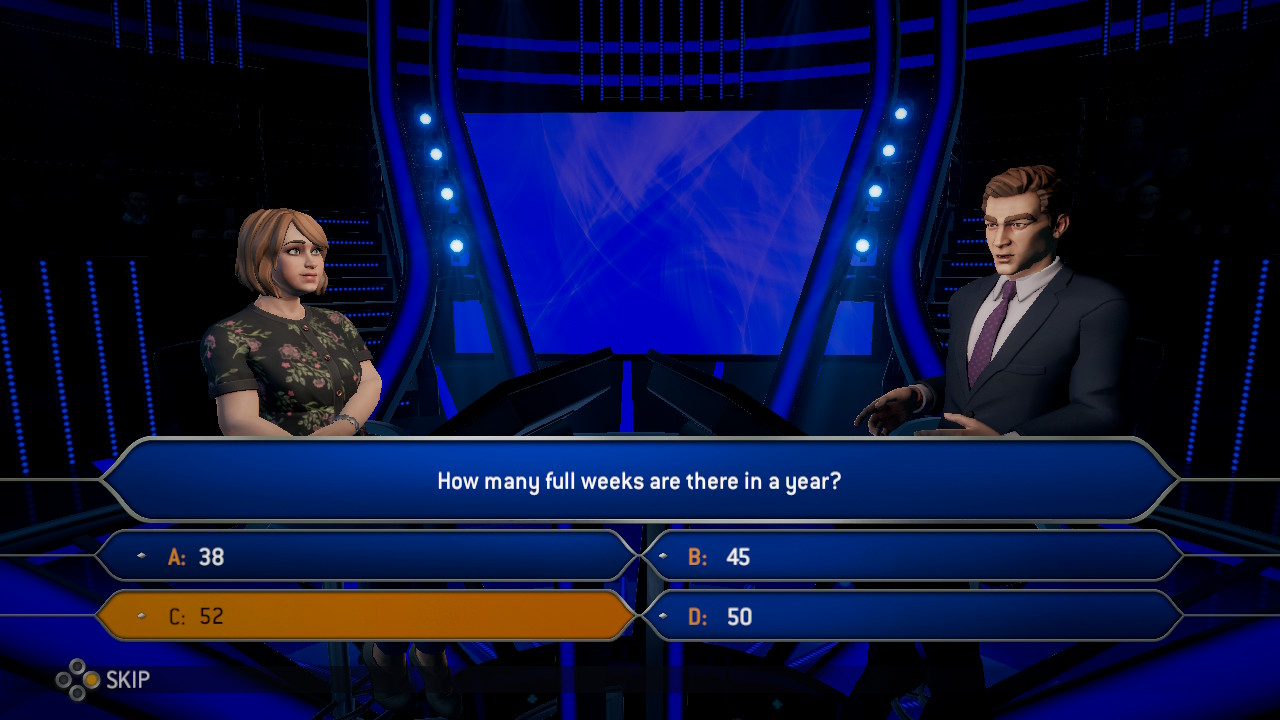 How many full weeks are there in a year?
A: 38
B: 45
C: 52
D: 50
SKIP